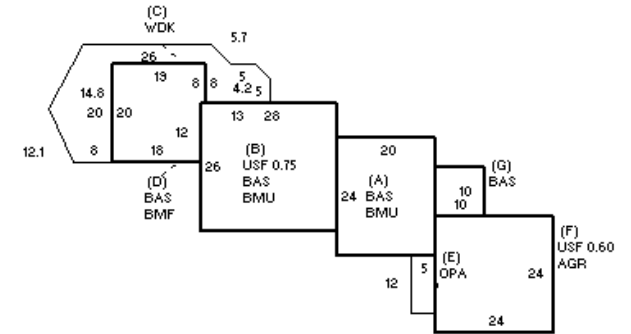 (C)
WDK
5.7
26
19
8 8
5
4.2 5
14.8
20 20
13 28
12
12.1
8 18
(B)
USF 0.75
BAS
BMU
26
(D)
BAS
BMF
20
(A)
BAS
BMU
24
(G)
BAS
10
10
(F)
USF 0.60
AGR
(E)
OPA
5
12
24
24